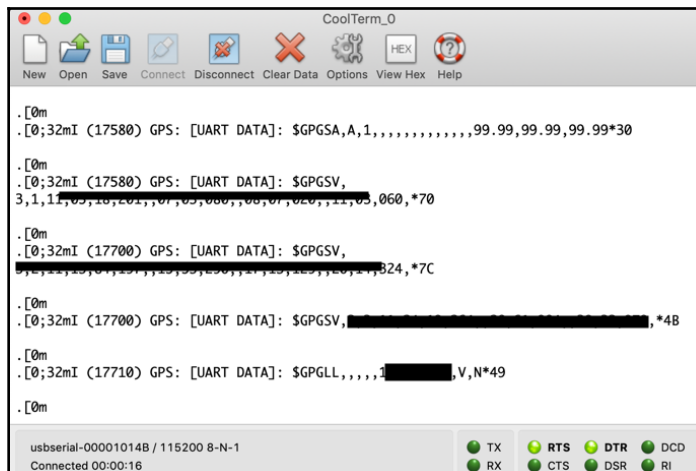 CoolTerm_0
New Open Save Connect Disconnect Clear Data Options View Hex Help
HEX
.[0m
.[0;32mI (17580) GPS: [UART DATA]: $GPGSA,A,1,,,,,,,,,,,,,99.99,99.99,99.99*30
.[0m
.[0;32mI (17580) GPS: [UART DATA]: $GPGSV,
3,1,11,060,*70
.[0m
.[0;32mI (17700) GPS: [UART DATA]: $GPGSV,
324,*7C
.[0m
.[0;32mI (17700) GPS: [UART DATA]: $GPGSV, ,*4B
.[0m
.[0;32mI (17710) GPS: [UART DATA]: $GPGLL,,,,,1 ,V,N*49
.[0m
usbserial-00001014B / 115200 8-N-1
Connected 00:00:16
TX RTS DTR DCD
RX CTS DSR RI